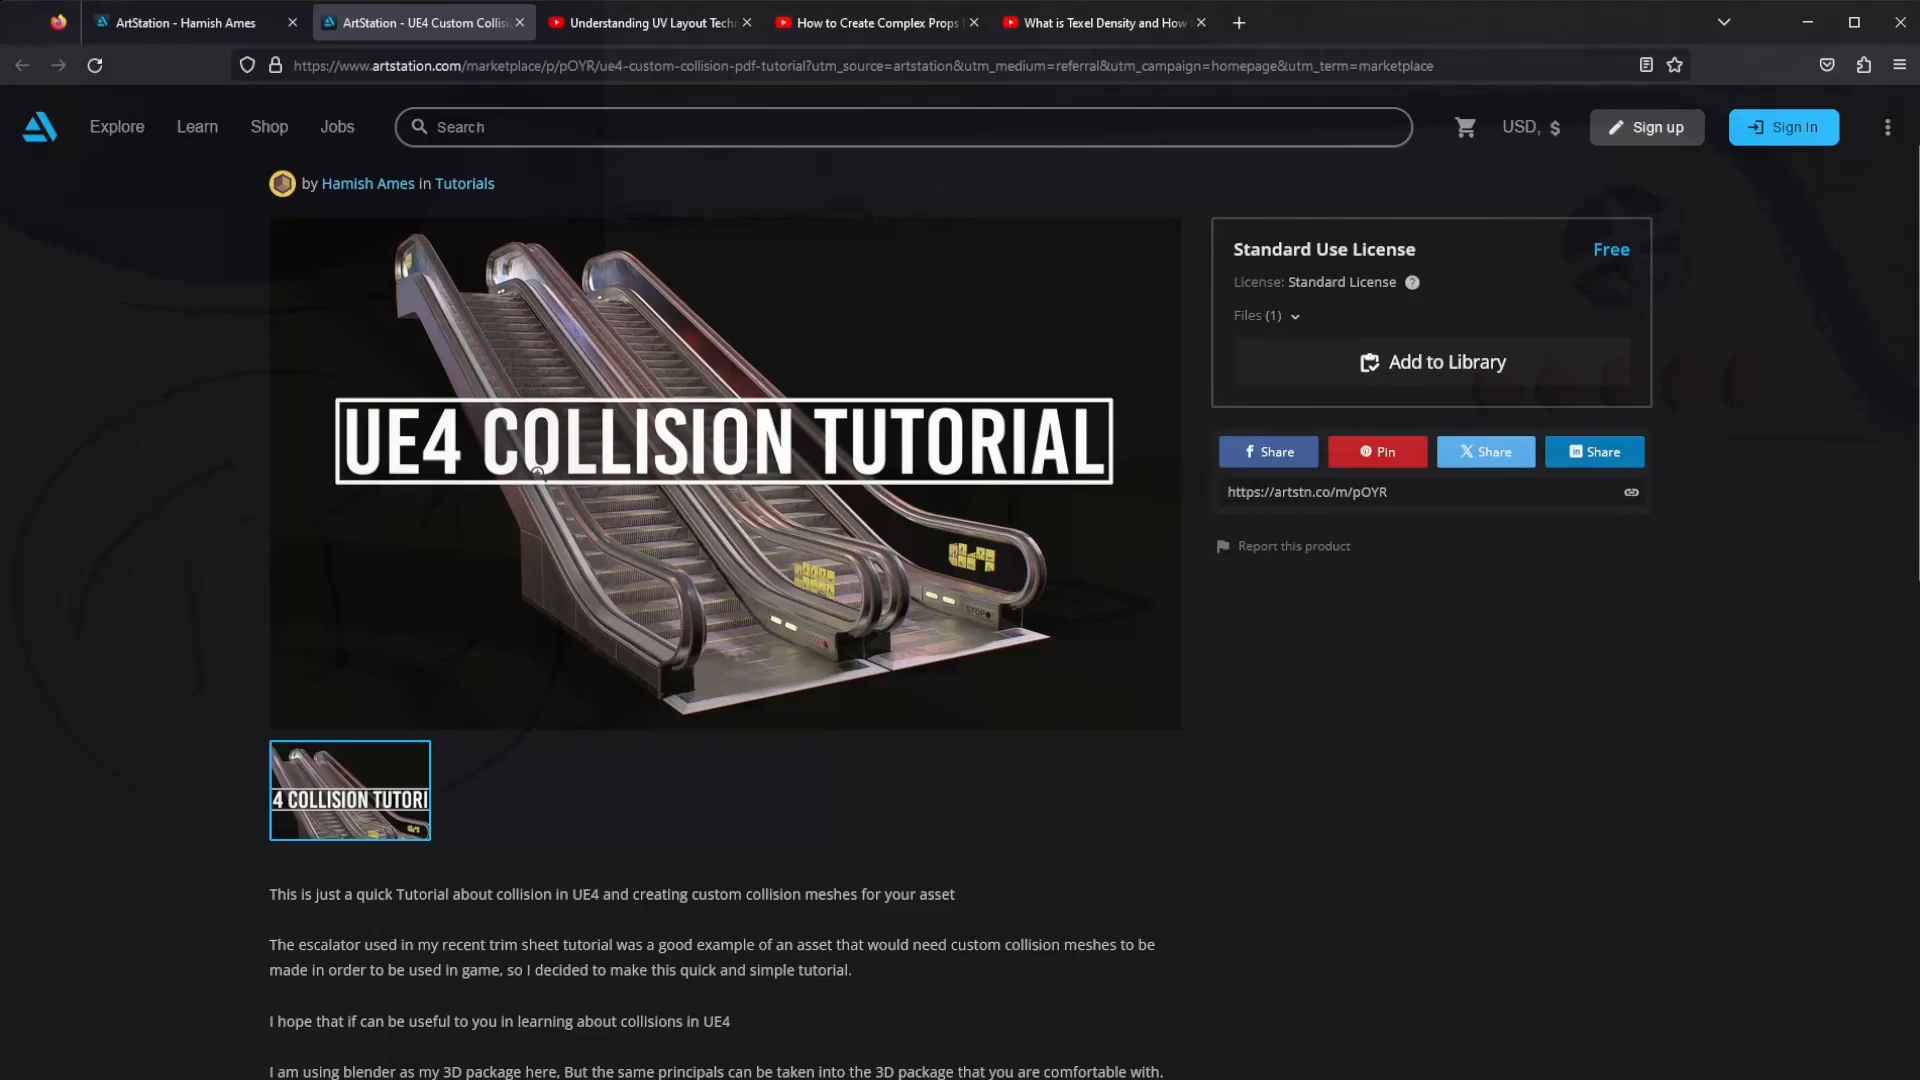 ArtStation - Hamish Ames
ArtStation - UE4 Custom Collisi
Understanding UV Layout Techn
How to Create Complex Props
What is Texel Density and How
https://www.artstation.com/marketplace/p/pOYR/ue4-custom-collision-pdf-tutorial?utm_source=artstation&utm_medium=referral&utm_campaign=homepage&utm_term=marketplace
Explore Learn Shop Jobs Search USD, $ Sign up Sign In
by Hamish Ames in Tutorials
UE4 COLLISION TUTORIAL
STOP
Standard Use License Free
License: Standard License ?
Files (1)
Add to Library
Share Pin Share Share
https://artstn.co/m/pOYR
Report this product
4 COLLISION TUTORI
This is just a quick Tutorial about collision in UE4 and creating custom collision meshes for your asset
The escalator used in my recent trim sheet tutorial was a good example of an asset that would need custom collision meshes to be
made in order to be used in game, so I decided to make this quick and simple tutorial.
I hope that if can be useful to you in learning about collisions in UE4
I am using blender as my 3D package here, But the same principals can be taken into the 3D package that you are comfortable with.